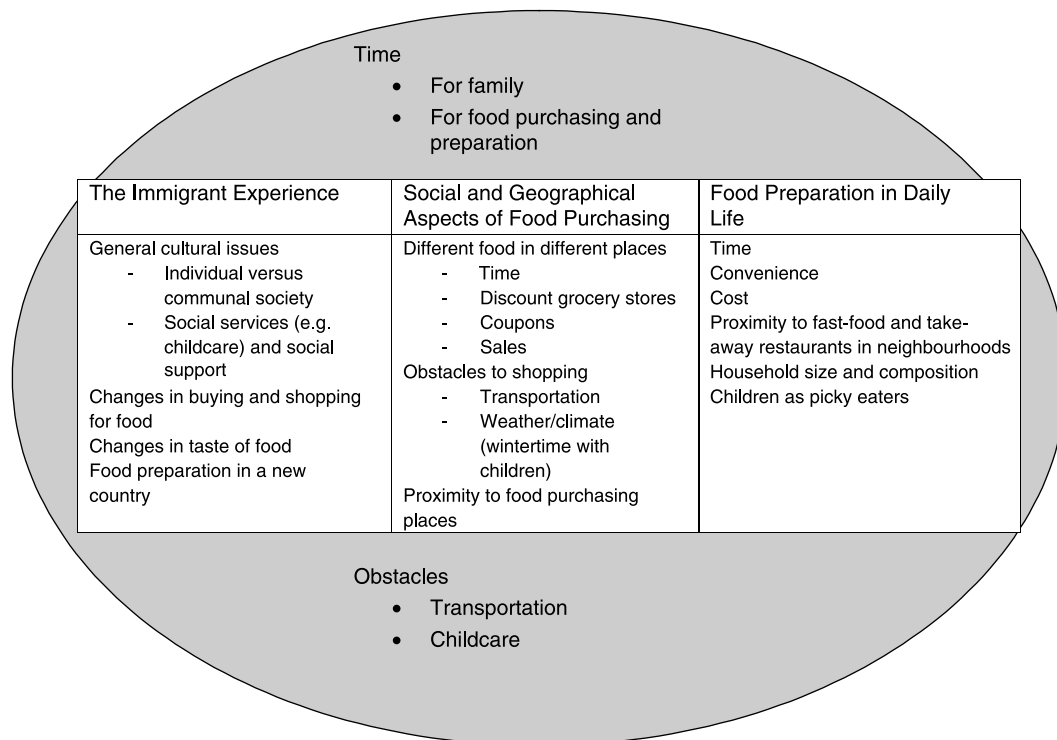 Time
• For family
• For food purchasing and
preparation
The Immigrant Experience
General cultural issues
- Individual versus
communal society
- Social services (e.g.
childcare) and social
support
Changes in buying and shopping
for food
Changes in taste of food
Food preparation in a new
country
Social and Geographical
Aspects of Food Purchasing
Different food in different places
- Time
- Discount grocery stores
- Coupons
- Sales
Obstacles to shopping
- Transportation
- Weather/climate
(wintertime with
children)
Proximity to food purchasing
places
Food Preparation in Daily
Life
Time
Convenience
Cost
Proximity to fast-food and take-
away restaurants in neighbourhoods
Household size and composition
Children as picky eaters
Obstacles
• Transportation
• Childcare